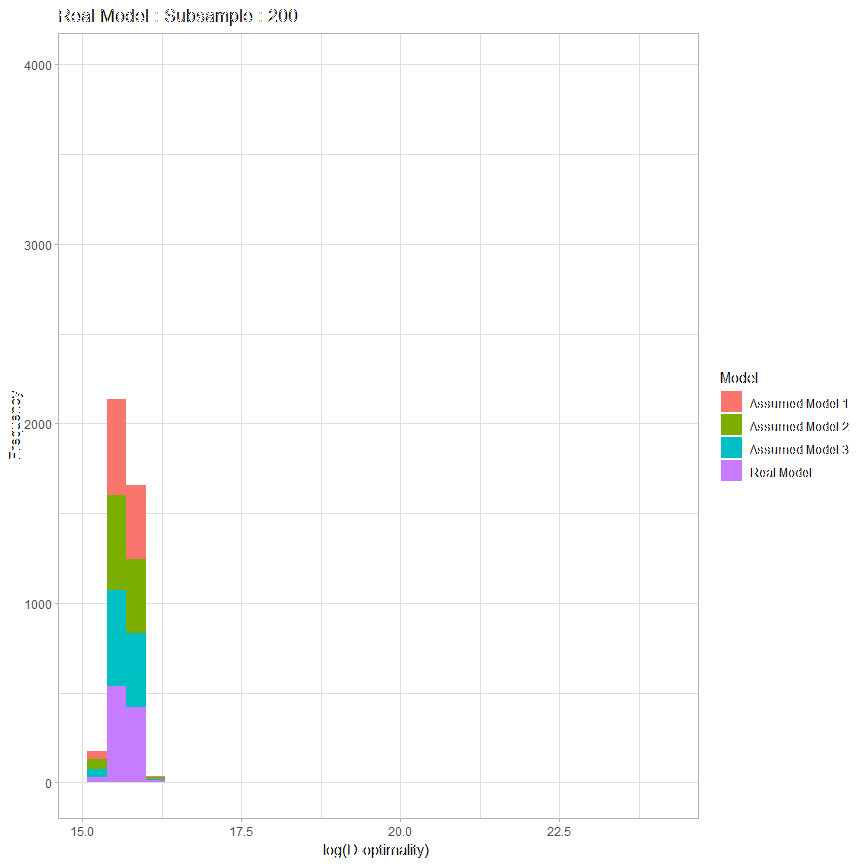 Real Model : Subsample : 200
4000
3000
2000
1000
0
Frequency
15.0 17.5 20.0 22.5
log(D-optimality)
Model
Assumed Model 1
Assumed Model 2
Assumed Model 3
Real Model